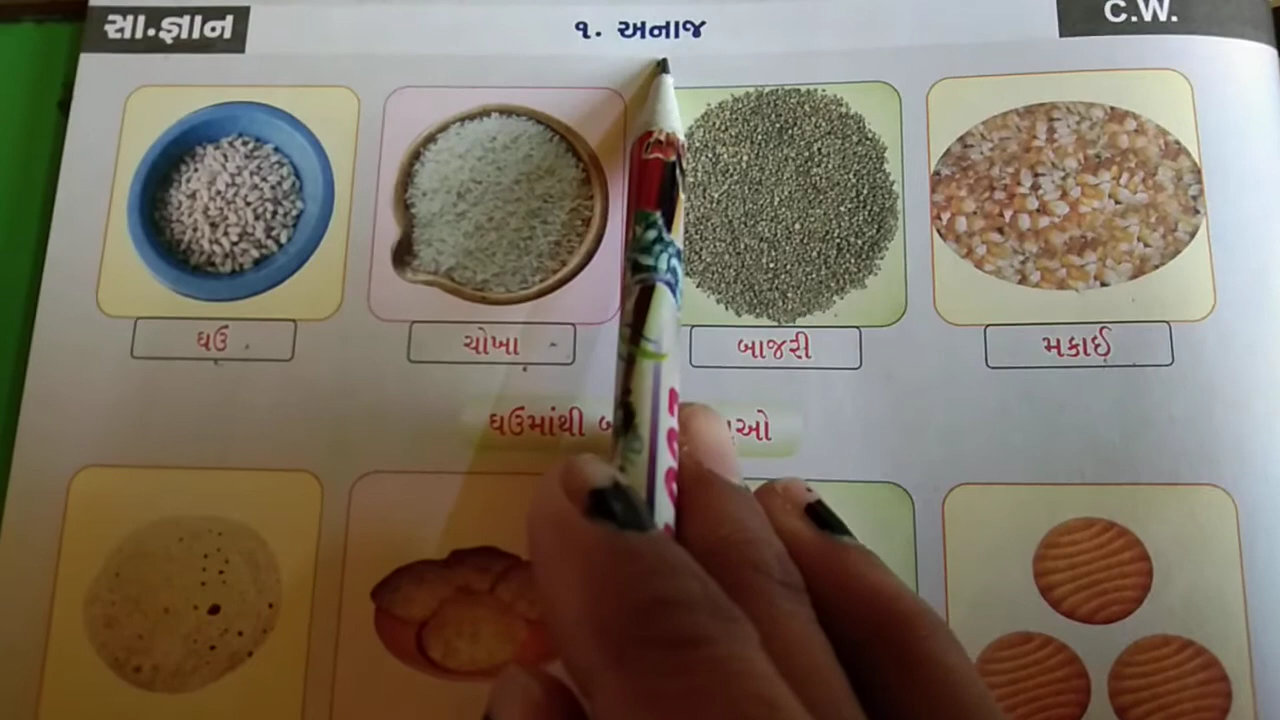 સા.જ્ઞાન
૧. અનાજ
C.W.
ઘઉં
ચોખા
બાજરી
મકાઈ
ઘઉંમાંથી